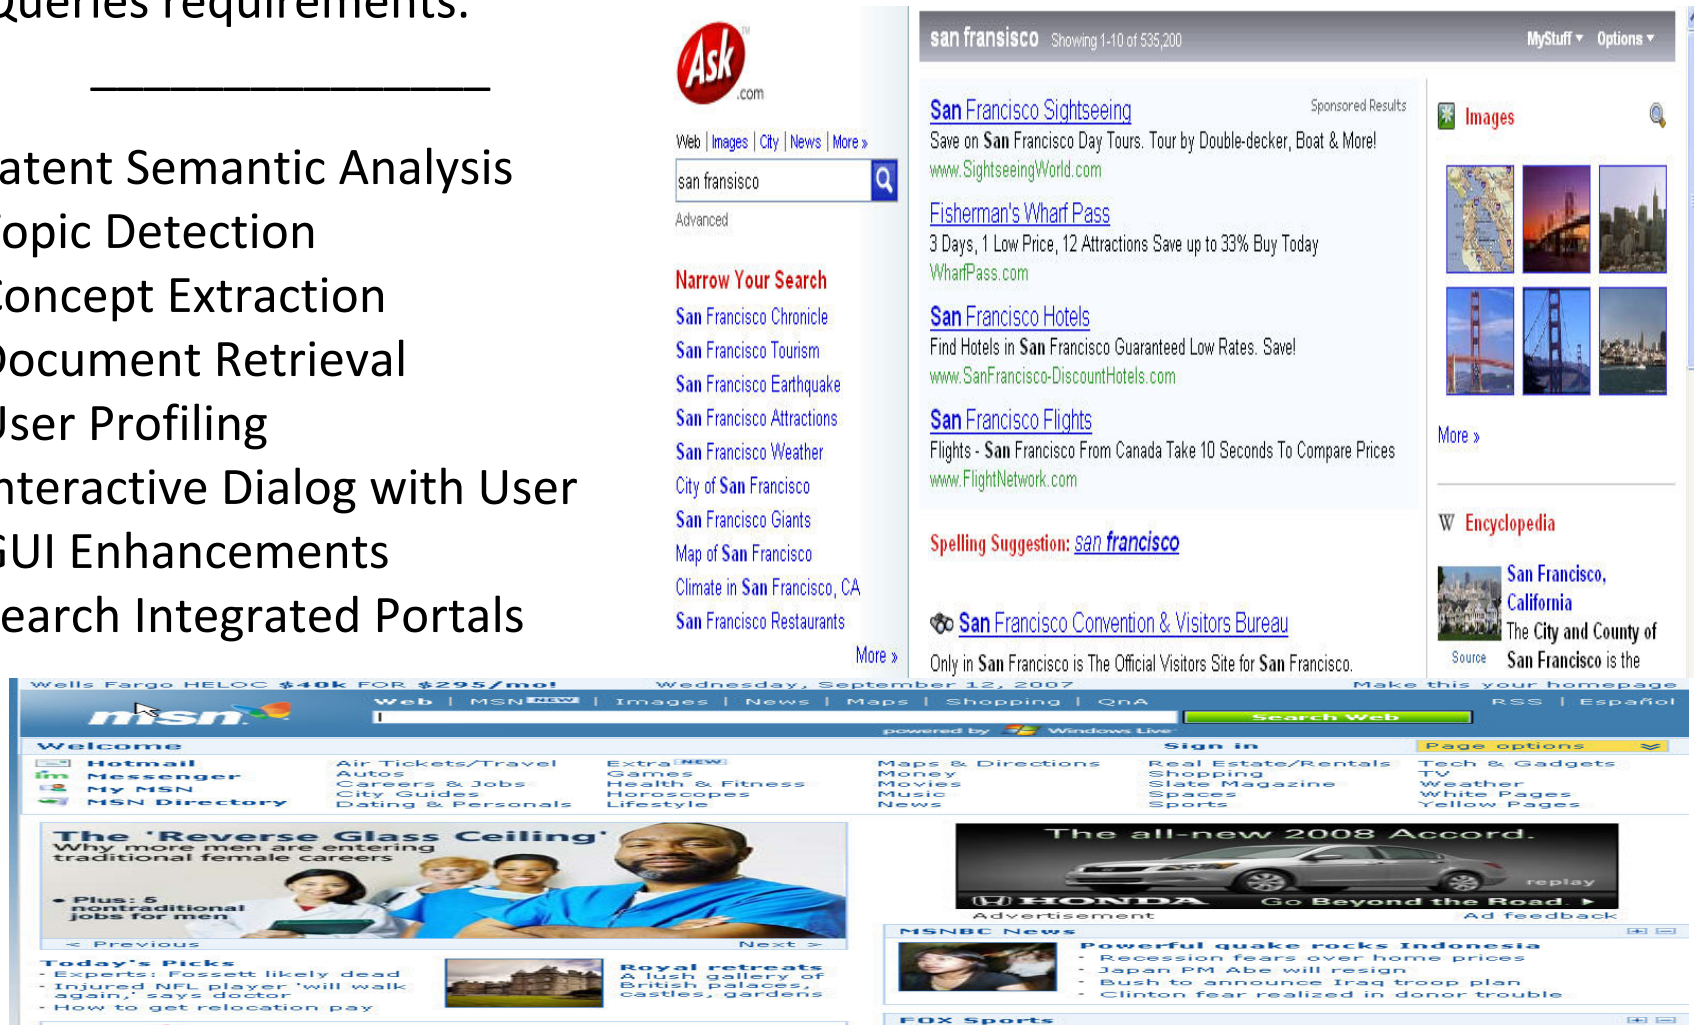 Queries requirements.
_______________
atent Semantic Analysis
opic Detection
Concept Extraction
Document Retrieval
User Profiling
nteractive Dialog with User
GUI Enhancements
earch Integrated Portals
Ask
.com
Web | Images | City | News | More »
san fransisco
Advanced
Narrow Your Search
San Francisco Chronicle
San Francisco Tourism
San Francisco Earthquake
San Francisco Attractions
San Francisco Weather
City of San Francisco
San Francisco Giants
Map of San Francisco
Climate in San Francisco, CA
San Francisco Restaurants
More »
san fransisco Showing 1-10 of 535,200
MyStuff Options
San Francisco Sightseeing Sponsored Results
Save on San Francisco Day Tours. Tour by Double-decker, Boat & More!
www.SightseeingWorld.com
Fisherman's Wharf Pass
3 Days, 1 Low Price, 12 Attractions Save up to 33% Buy Today
WharfPass.com
San Francisco Hotels
Find Hotels in San Francisco Guaranteed Low Rates. Save!
www.SanFrancisco-DiscountHotels.com
San Francisco Flights
Flights - San Francisco From Canada Take 10 Seconds To Compare Prices
www.FlightNetwork.com
Spelling Suggestion: san francisco
San Francisco Convention & Visitors Bureau
Only in San Francisco is The Official Visitors Site for San Francisco.
Images
More »
W Encyclopedia
San Francisco,
California
The City and County of
Source San Francisco is the
Wells Fargo HELOC $40k FOR $295/mo! Wednesday, September 12, 2007 Make this your homepage
msn
Web | MSN NEW | Images | News | Maps | Shopping | QnA RSS | Español
Search Web
powered by Windows Live
Welcome Sign in Page options
Hotmail Air Tickets/Travel Extra NEW Maps & Directions Real Estate/Rentals Tech & Gadgets
im Messenger Autos Games Money Shopping TV
My MSN Careers & Jobs Health & Fitness Movies Slate Magazine Weather
MSN Directory City Guides Horoscopes Music Spaces White Pages
Dating & Personals Lifestyle News Sports Yellow Pages
The 'Reverse Glass Ceiling'
Why more men are entering
traditional female careers
• Plus: 5
nontraditional
jobs for men
< Previous Next >
The all-new 2008 Accord.
replay
HONDA Go Beyond the Road.
Advertisement Ad feedback
Today's Picks
· Experts: Fossett likely dead
· Injured NFL player 'will walk
again,' says doctor
· How to get relocation pay
Royal retreats
A lush gallery of
British palaces,
castles, gardens
MSNBC News
Powerful quake rocks Indonesia
· Recession fears over home prices
· Japan PM Abe will resign
· Bush to announce Iraq troop plan
· Clinton fear realized in donor trouble
FOX Sports